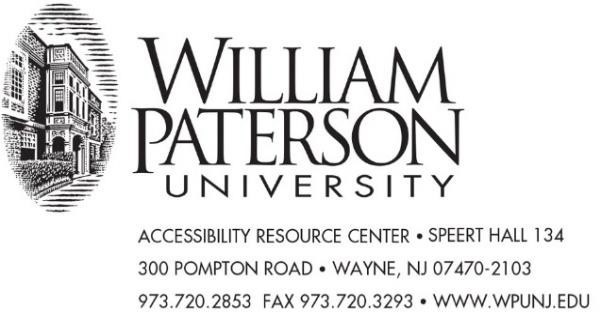 WILLIAM
PATERSON
UNIVERSITY
ACCESSIBILITY RESOURCE CENTER • SPEERT HALL 134
300 POMPTON ROAD • WAYNE, NJ 07470-2103
973.720.2853 FAX 973.720.3293 • WWW.WPUNJ.EDU